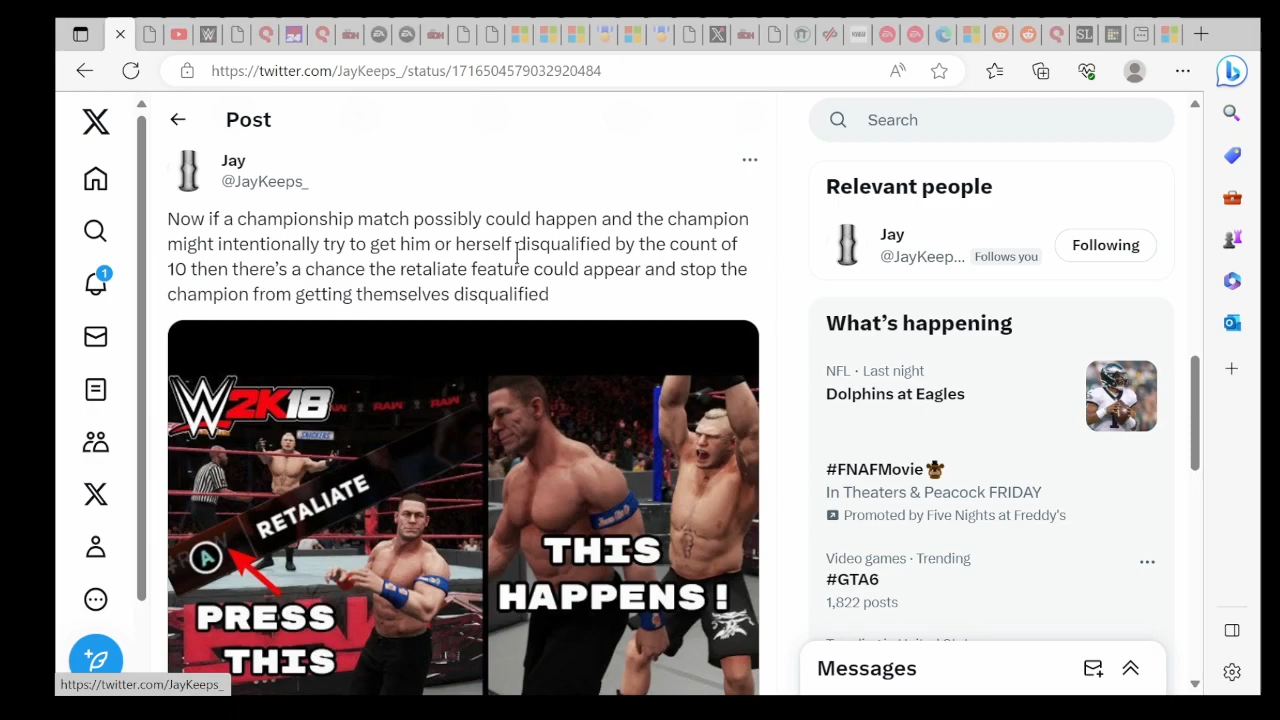 https://twitter.com/JayKeeps_/status/1716504579032920484
Post
Jay
@JayKeeps_
Now if a championship match possibly could happen and the champion
might intentionally try to get him or herself disqualified by the count of
10 then there’s a chance the retaliate feature could appear and stop the
champion from getting themselves disqualified
W2K18
RAW
SNICKERS
RETALIATE
A
PRESS
THIS
THIS
HAPPENS!
Search
Relevant people
Jay
@JayKeep...
Follows you
Following
What’s happening
NFL · Last night
Dolphins at Eagles
#FNAFMovie
In Theaters & Peacock FRIDAY
Promoted by Five Nights at Freddy's
Video games · Trending
#GTA6
1,822 posts
Messages
1
https://twitter.com/JayKeeps_